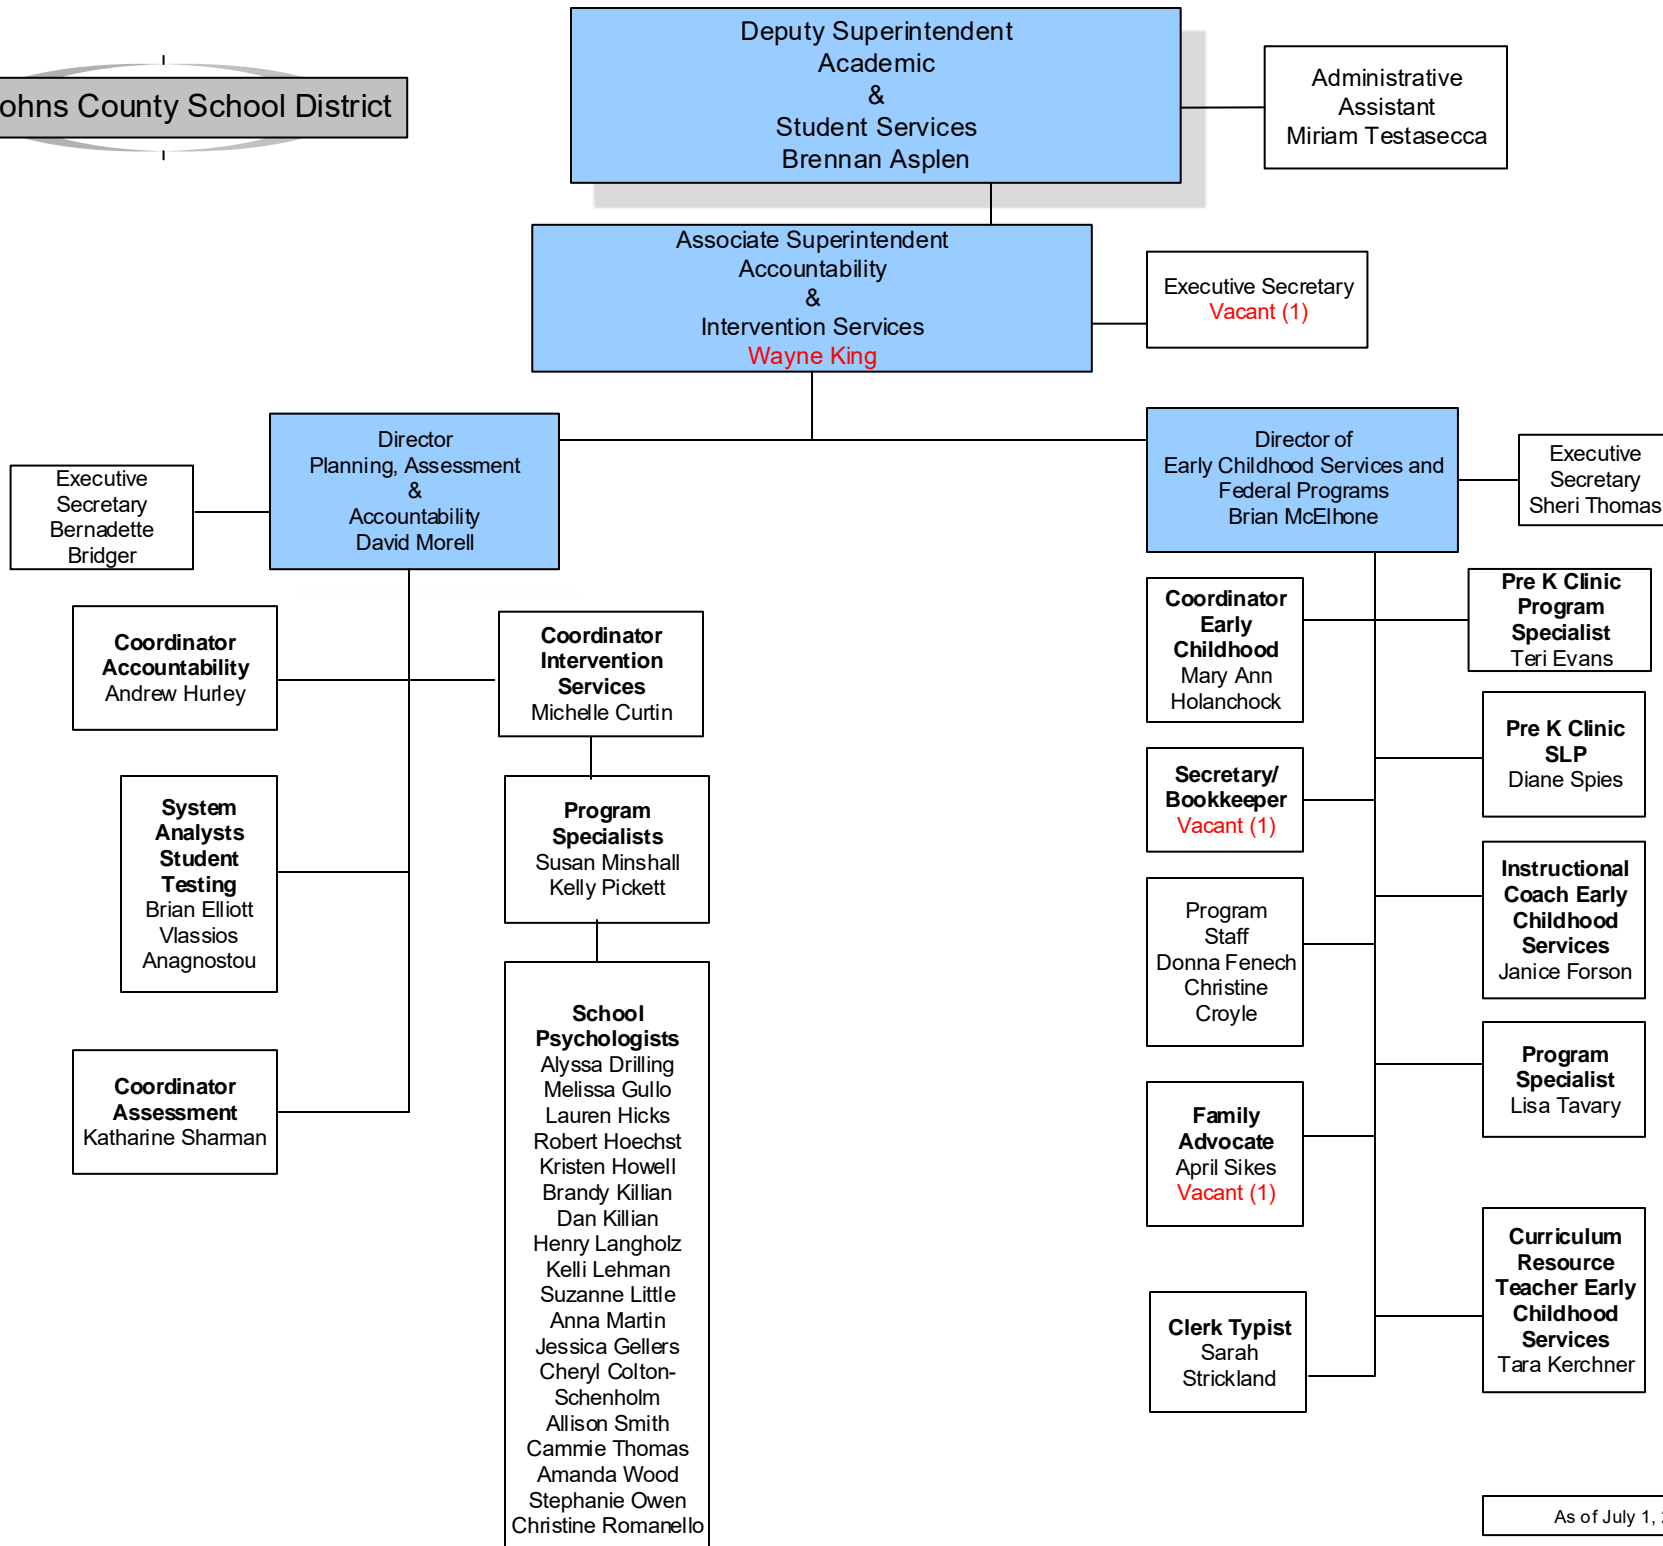 ohns County School District
Deputy Superintendent
Academic
&
Student Services
Brennan Asplen
Administrative
Assistant
Miriam Testasecca
Associate Superintendent
Accountability
&
Intervention Services
Wayne King
Executive Secretary
Vacant (1)
Director
Planning, Assessment
&
Accountability
David Morell
Executive
Secretary
Bernadette
Bridger
Director of
Early Childhood Services and
Federal Programs
Brian McElhone
Executive
Secretary
Sheri Thomas
Coordinator
Accountability
Andrew Hurley
Coordinator
Intervention
Services
Michelle Curtin
System
Analysts
Student
Testing
Brian Elliott
Vlassios
Anagnostou
Program
Specialists
Susan Minshall
Kelly Pickett
Coordinator
Assessment
Katharine Sharman
School
Psychologists
Alyssa Drilling
Melissa Gullo
Lauren Hicks
Robert Hoechst
Kristen Howell
Brandy Killian
Dan Killian
Henry Langholz
Kelli Lehman
Suzanne Little
Anna Martin
Jessica Gellers
Cheryl Colton-
Schenholm
Allison Smith
Cammie Thomas
Amanda Wood
Stephanie Owen
Christine Romanello
Coordinator
Early
Childhood
Mary Ann
Holanchock
Pre K Clinic
Program
Specialist
Teri Evans
Secretary/
Bookkeeper
Vacant (1)
Pre K Clinic
SLP
Diane Spies
Program
Staff
Donna Fenech
Christine
Croyle
Instructional
Coach Early
Childhood
Services
Janice Forson
Family
Advocate
April Sikes
Vacant (1)
Program
Specialist
Lisa Tavary
Clerk Typist
Sarah
Strickland
Curriculum
Resource
Teacher Early
Childhood
Services
Tara Kerchner
As of July 1,